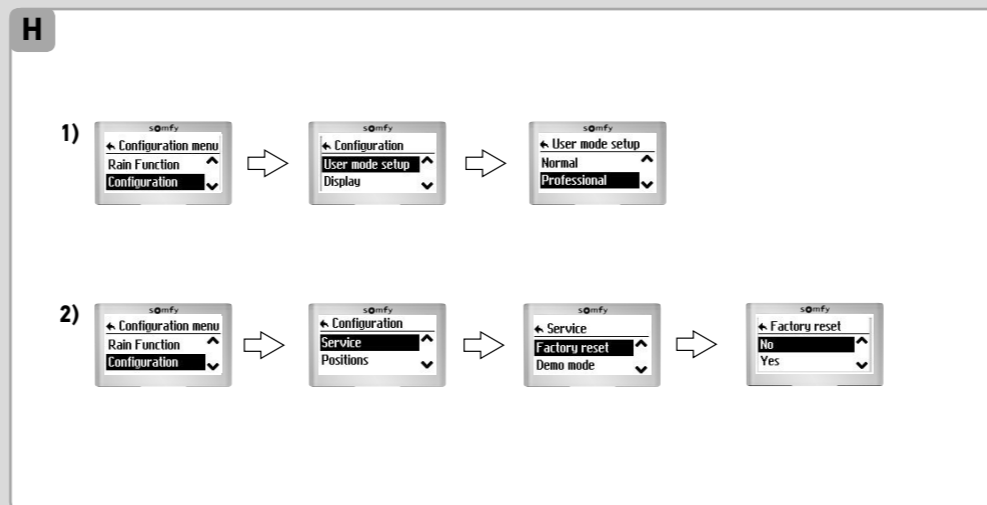 H
1)
somfy
Configuration menu
Rain Function
Configuration
somfy
Configuration
User mode setup
Display
somfy
User mode setup
Normal
Professional
2)
somfy
Configuration menu
Rain Function
Configuration
somfy
Configuration
Service
Positions
somfy
Service
Factory reset
Demo mode
somfy
Factory reset
No
Yes